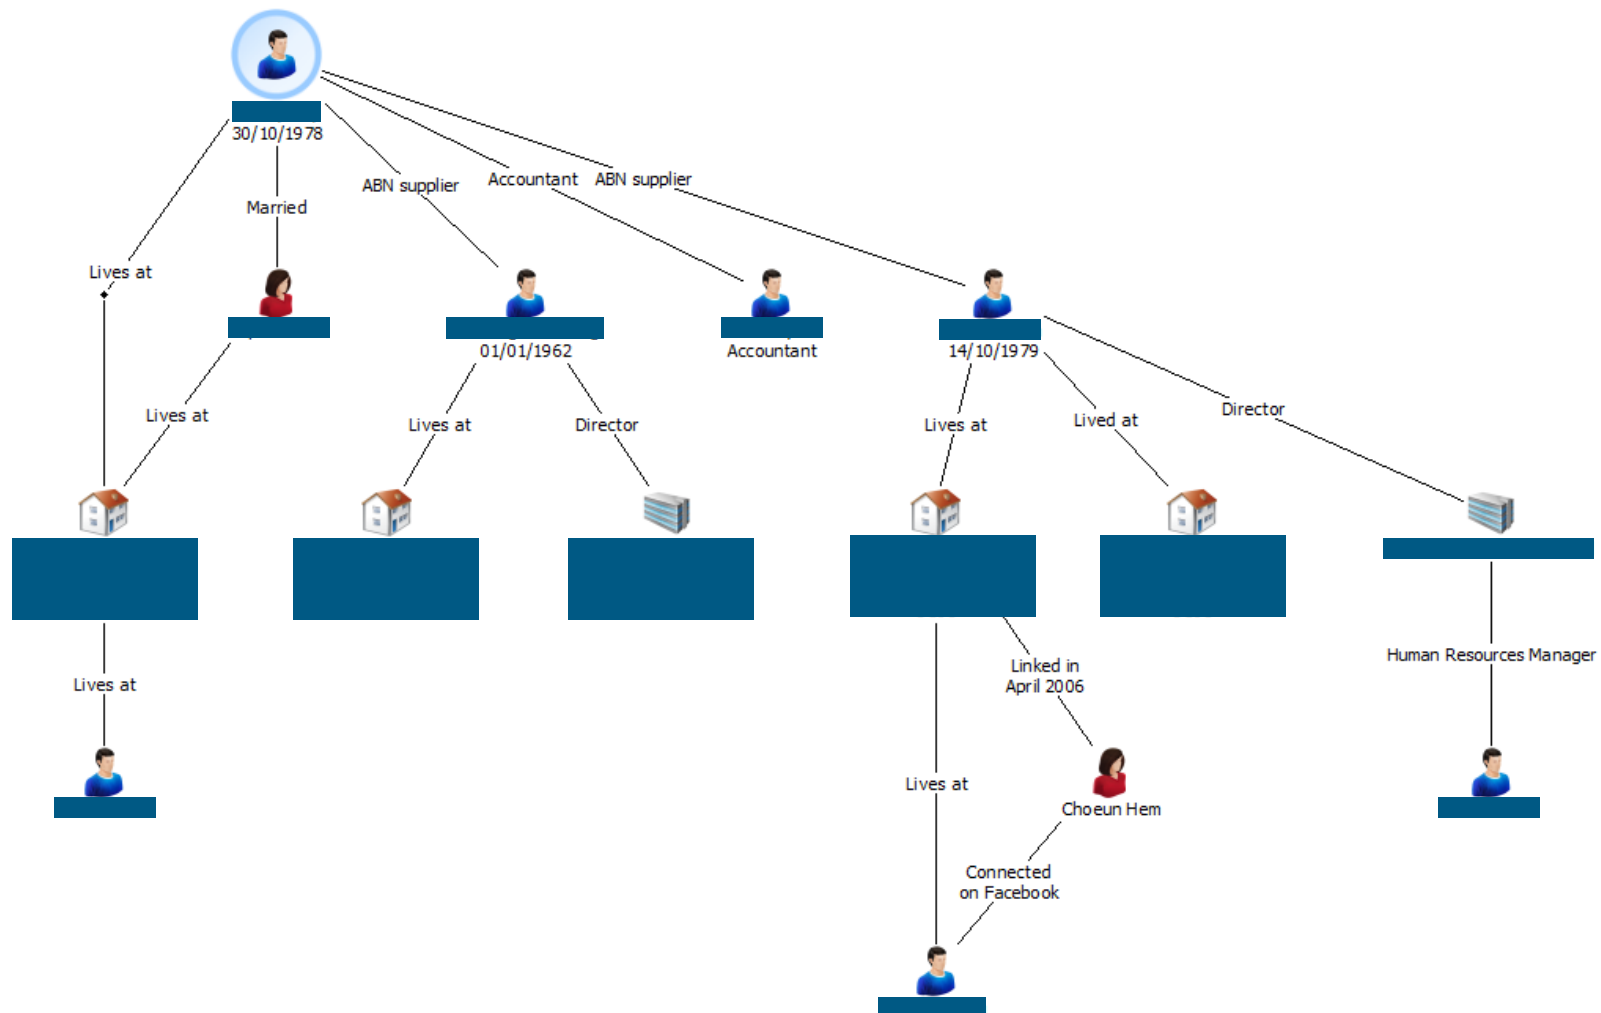 30/10/1978
ABN supplier
Accountant
ABN supplier
Married
Lives at
01/01/1962
Accountant
14/10/1979
Lives at
Lives at
Director
Lives at
Lived at
Director
Linked in
April 2006
Human Resources Manager
Lives at
Lives at
Choeun Hem
Connected
on Facebook